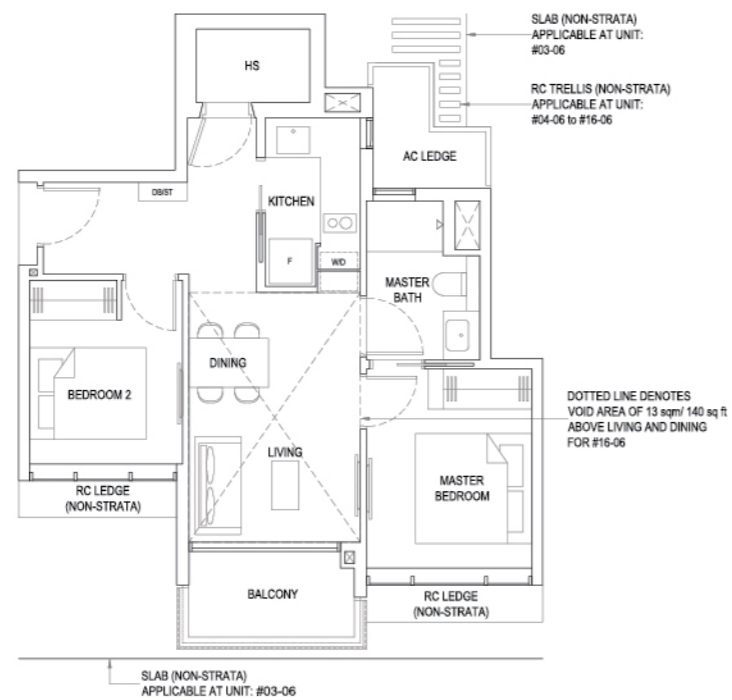 SLAB (NON-STRATA)
APPLICABLE AT UNIT:
#03-06
RC TRELLIS (NON-STRATA)
APPLICABLE AT UNIT:
#04-06 to #16-06
HS
AC LEDGE
DB/ST
KITCHEN
F
W/D
MASTER
BATH
DINING
BEDROOM 2
DOTTED LINE DENOTES
VOID AREA OF 13 sqm/ 140 sq ft
ABOVE LIVING AND DINING
FOR #16-06
LIVING
MASTER
BEDROOM
RC LEDGE
(NON-STRATA)
BALCONY
RC LEDGE
(NON-STRATA)
SLAB (NON-STRATA)
APPLICABLE AT UNIT: #03-06